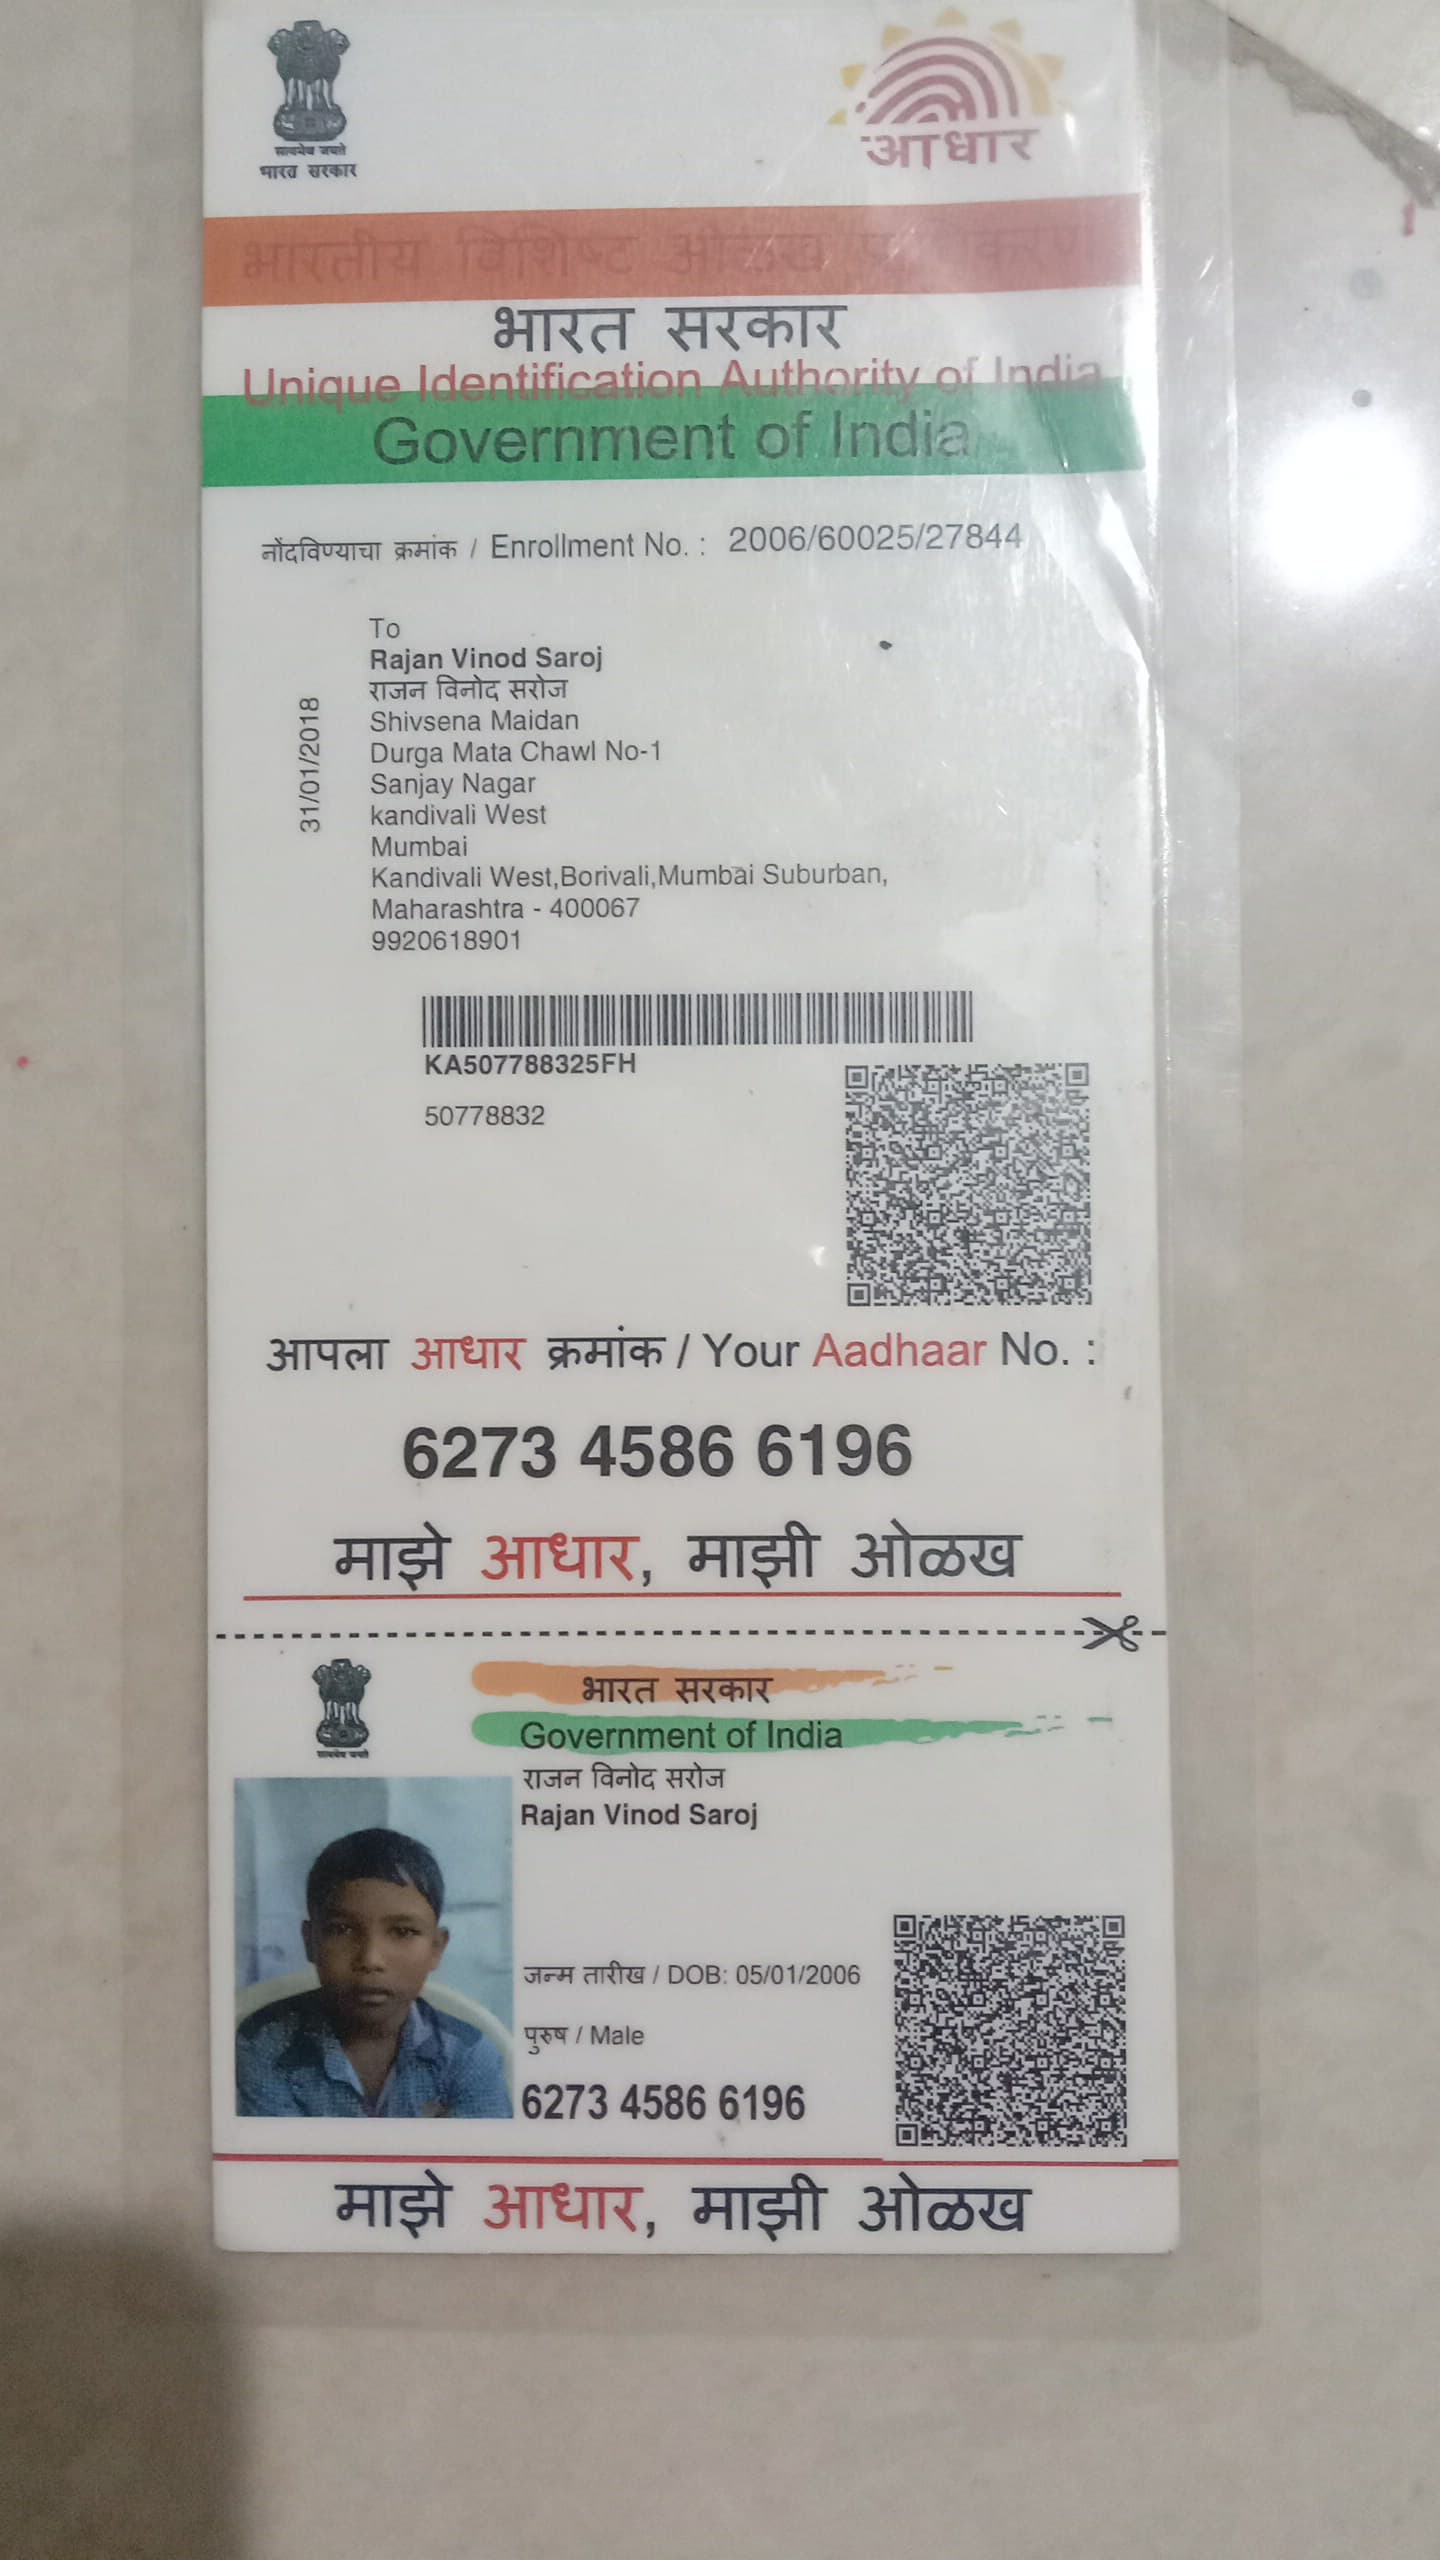 सत्यमेव जयते
भारत सरकार
आधार
भारतीय विशिष्ट ओळख
भारत सरकार
Unique Identification Authority of India
Government of India
नोंदविण्याचा क्रमांक / Enrollment No. : 2006/60025/27844
31/01/2018
To
Rajan Vinod Saroj
राजन विनोद सरोज
Shivsena Maidan
Durga Mata Chawl No-1
Sanjay Nagar
kandivali West
Mumbai
Kandivali West,Borivali,Mumbai Suburban,
Maharashtra - 400067
9920618901
KA507788325FH
50778832
आपला आधार क्रमांक / Your Aadhaar No. :
6273 4586 6196
माझे आधार, माझी ओळख
सत्यमेव जयते
भारत सरकार
Government of India
राजन विनोद सरोज
Rajan Vinod Saroj
जन्म तारीख / DOB: 05/01/2006
पुरुष / Male
6273 4586 6196
माझे आधार, माझी ओळख